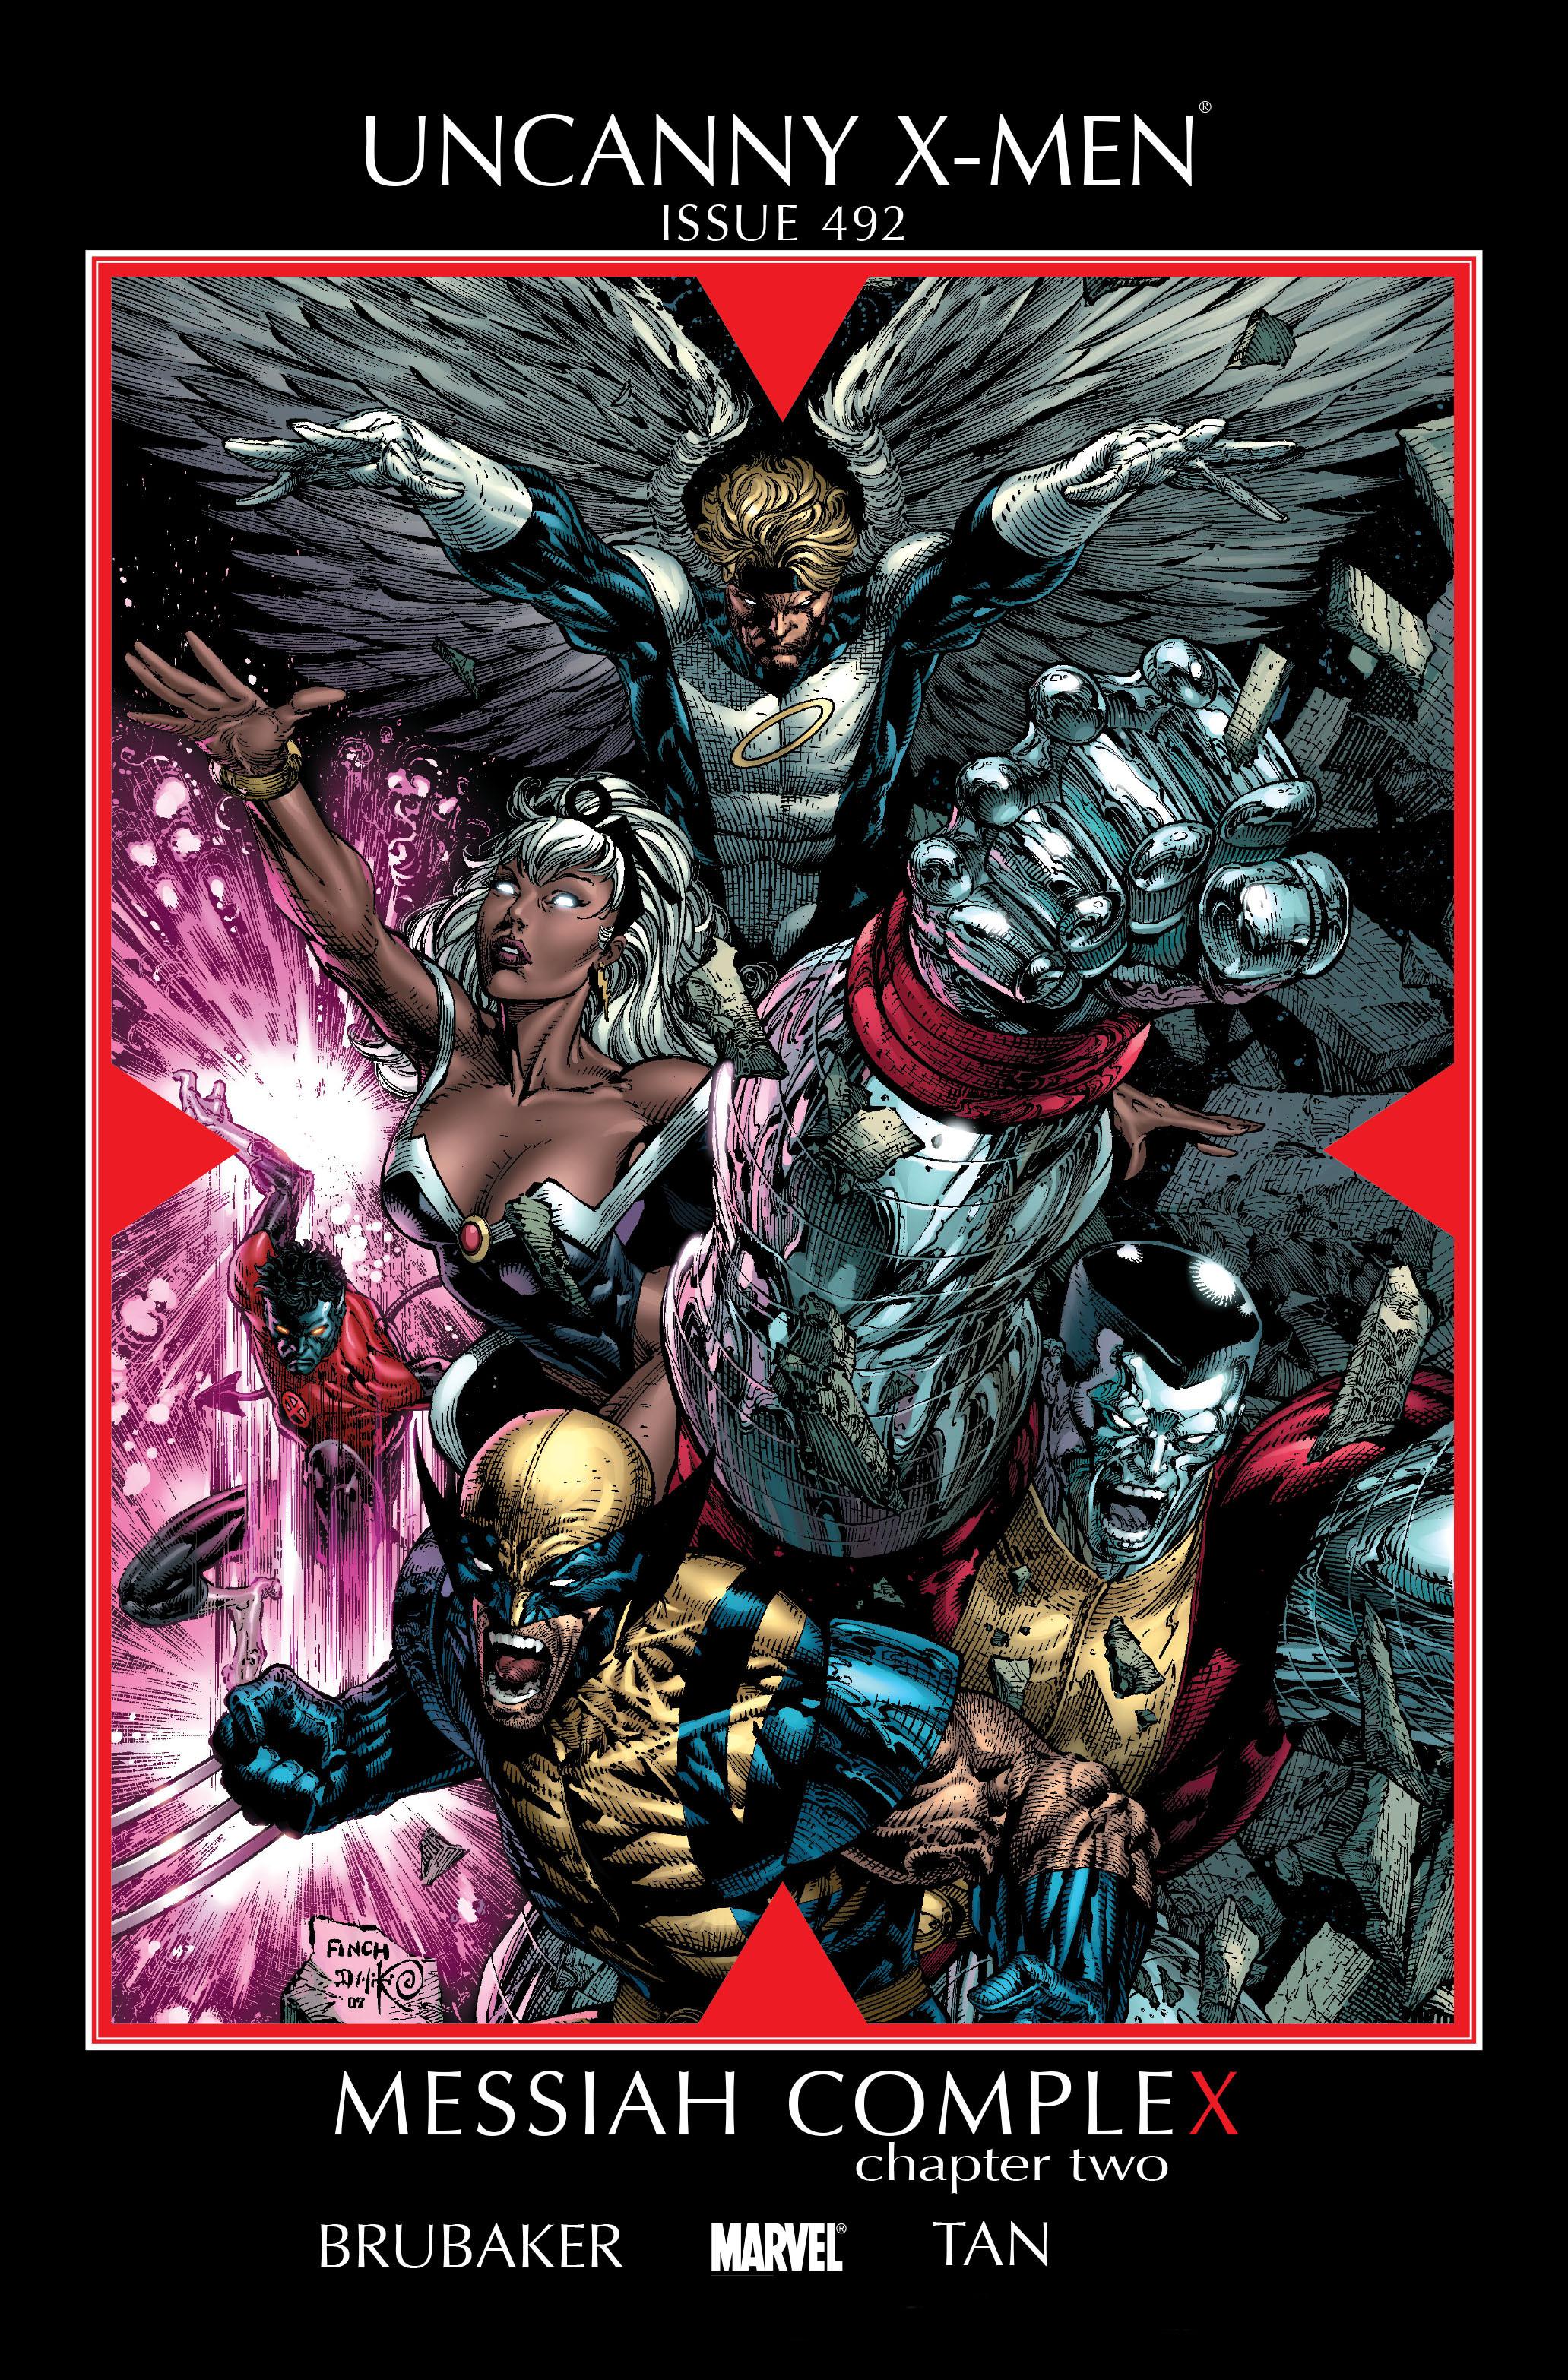 UNCANNY X-MEN®
ISSUE 492
FINCH
07
MESSIAH COMPLEX
chapter two
BRUBAKER MARVEL® TAN